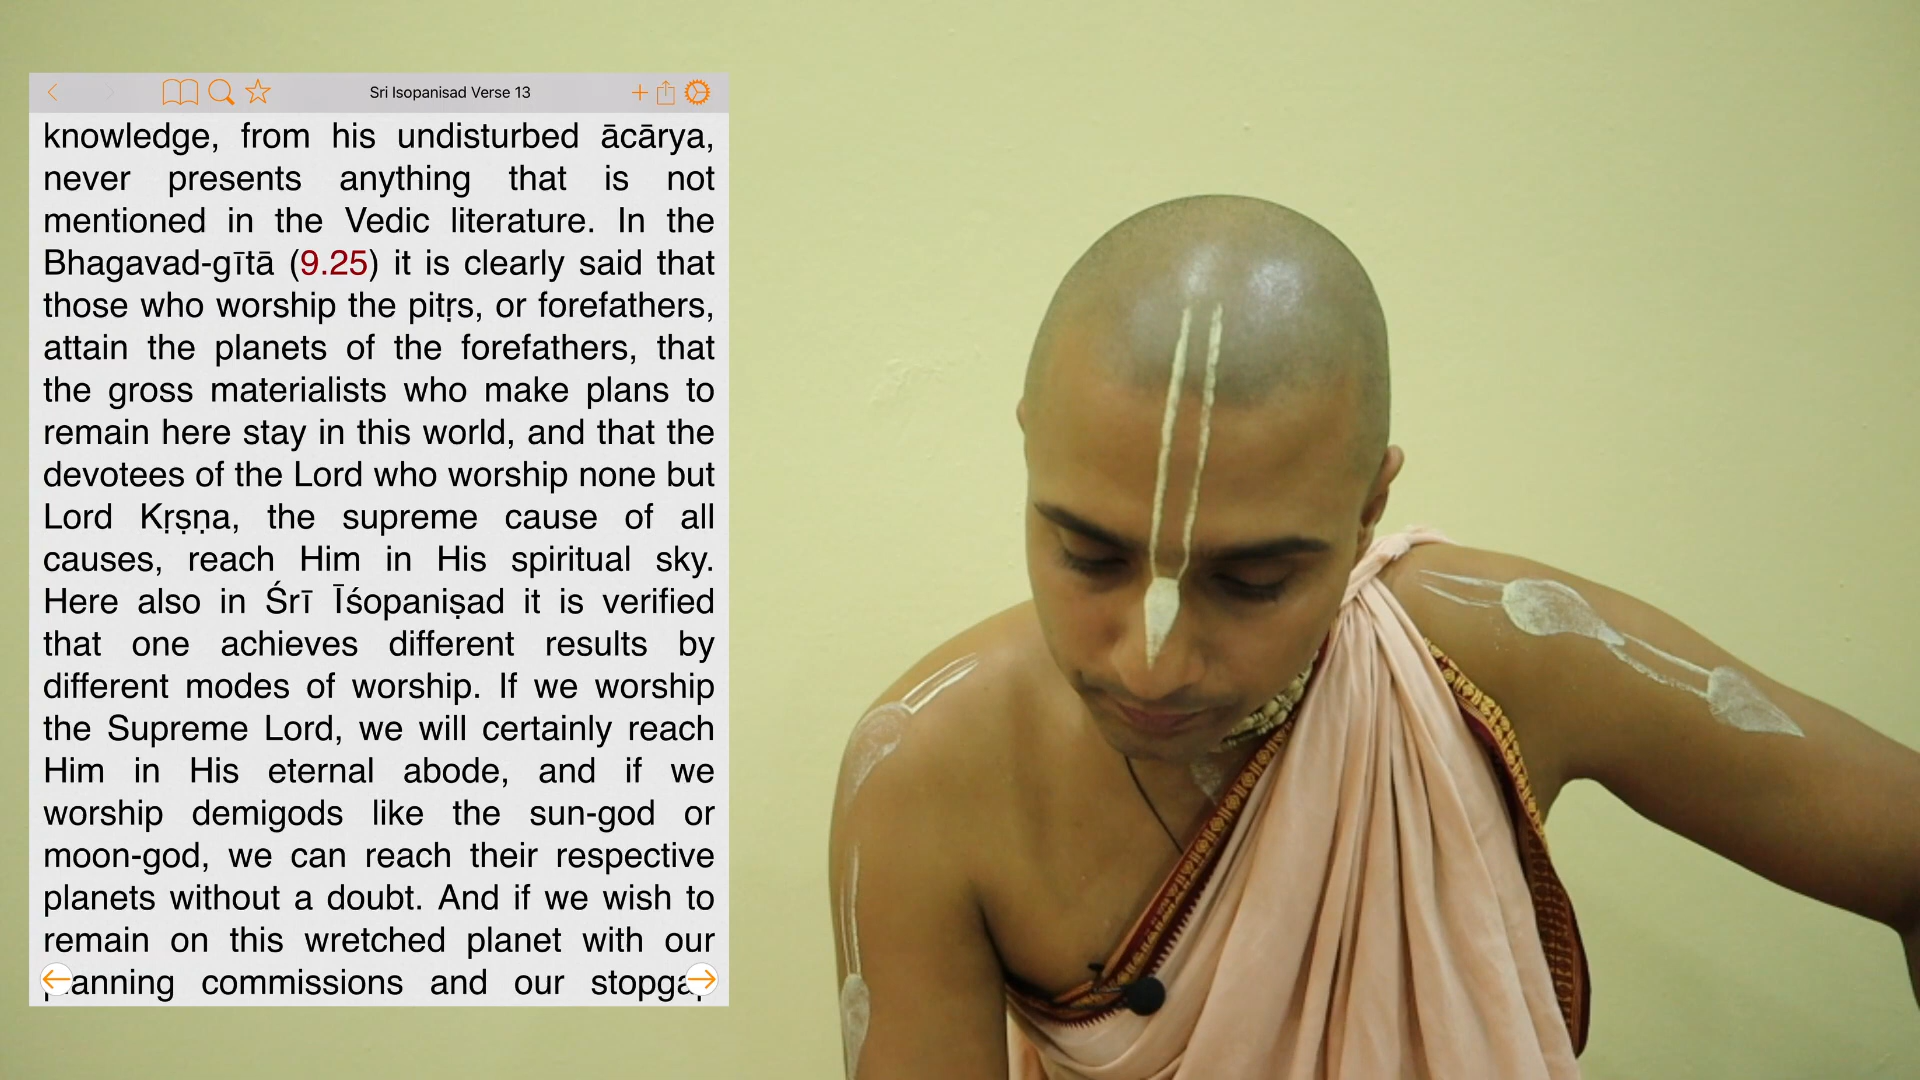 Sri Isopanisad Verse 13
knowledge, from his undisturbed ācārya,
never presents anything that is not
mentioned in the Vedic literature. In the
Bhagavad-gītā (9.25) it is clearly said that
those who worship the pitṛs, or forefathers,
attain the planets of the forefathers, that
the gross materialists who make plans to
remain here stay in this world, and that the
devotees of the Lord who worship none but
Lord Kṛṣṇa, the supreme cause of all
causes, reach Him in His spiritual sky.
Here also in Śrī Īśopaniṣad it is verified
that one achieves different results by
different modes of worship. If we worship
the Supreme Lord, we will certainly reach
Him in His eternal abode, and if we
worship demigods like the sun-god or
moon-god, we can reach their respective
planets without a doubt. And if we wish to
remain on this wretched planet with our
planning commissions and our stopgap